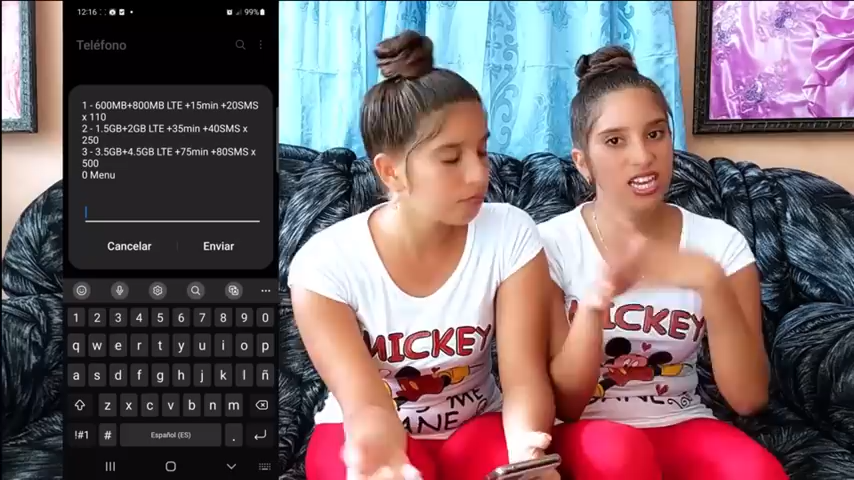 12:16
99%
Teléfono
1 - 600MB+800MB LTE +15min +20SMS
x 110
2 - 1.5GB+2GB LTE +35min +40SMS x
250
3 - 3.5GB+4.5GB LTE +75min +80SMS x
500
0 Menu
Cancelar
Enviar
1 2 3 4 5 6 7 8 9 0
q w e r t y u i o p
a s d f g h j k l ñ
z x c v b n m
!#1 # Español (ES) .
MICKEY
MICKEY